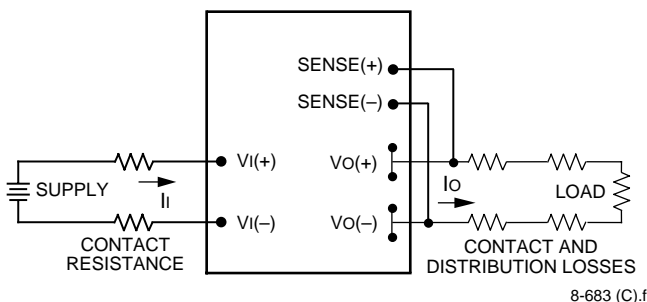 SENSE(+)
SENSE(–)
VI(+)
VO(+)
IO
SUPPLY
II
LOAD
VI(–)
VO(–)
CONTACT
RESISTANCE
CONTACT AND
DISTRIBUTION LOSSES
8-683 (C).f